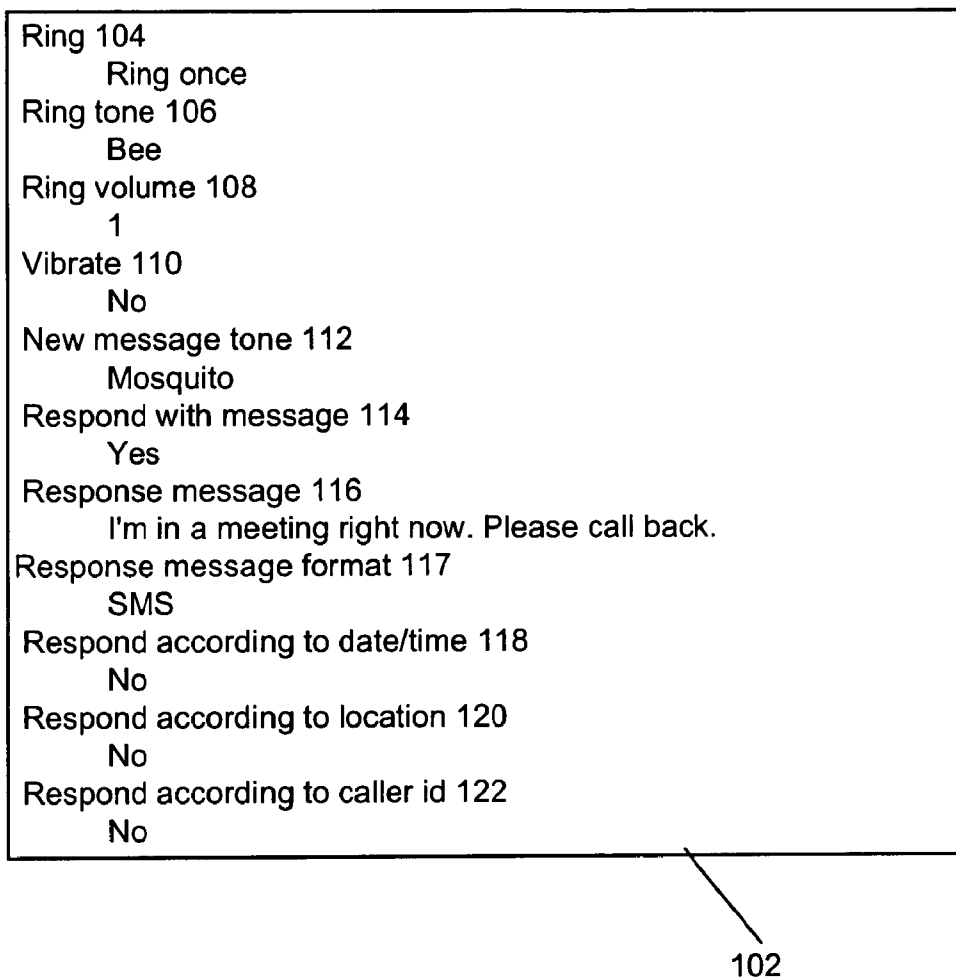 Ring 104
Ring once
Ring tone 106
Bee
Ring volume 108
1
Vibrate 110
No
New message tone 112
Mosquito
Respond with message 114
Yes
Response message 116
I'm in a meeting right now. Please call back.
Response message format 117
SMS
Respond according to date/time 118
No
Respond according to location 120
No
Respond according to caller id 122
No
102